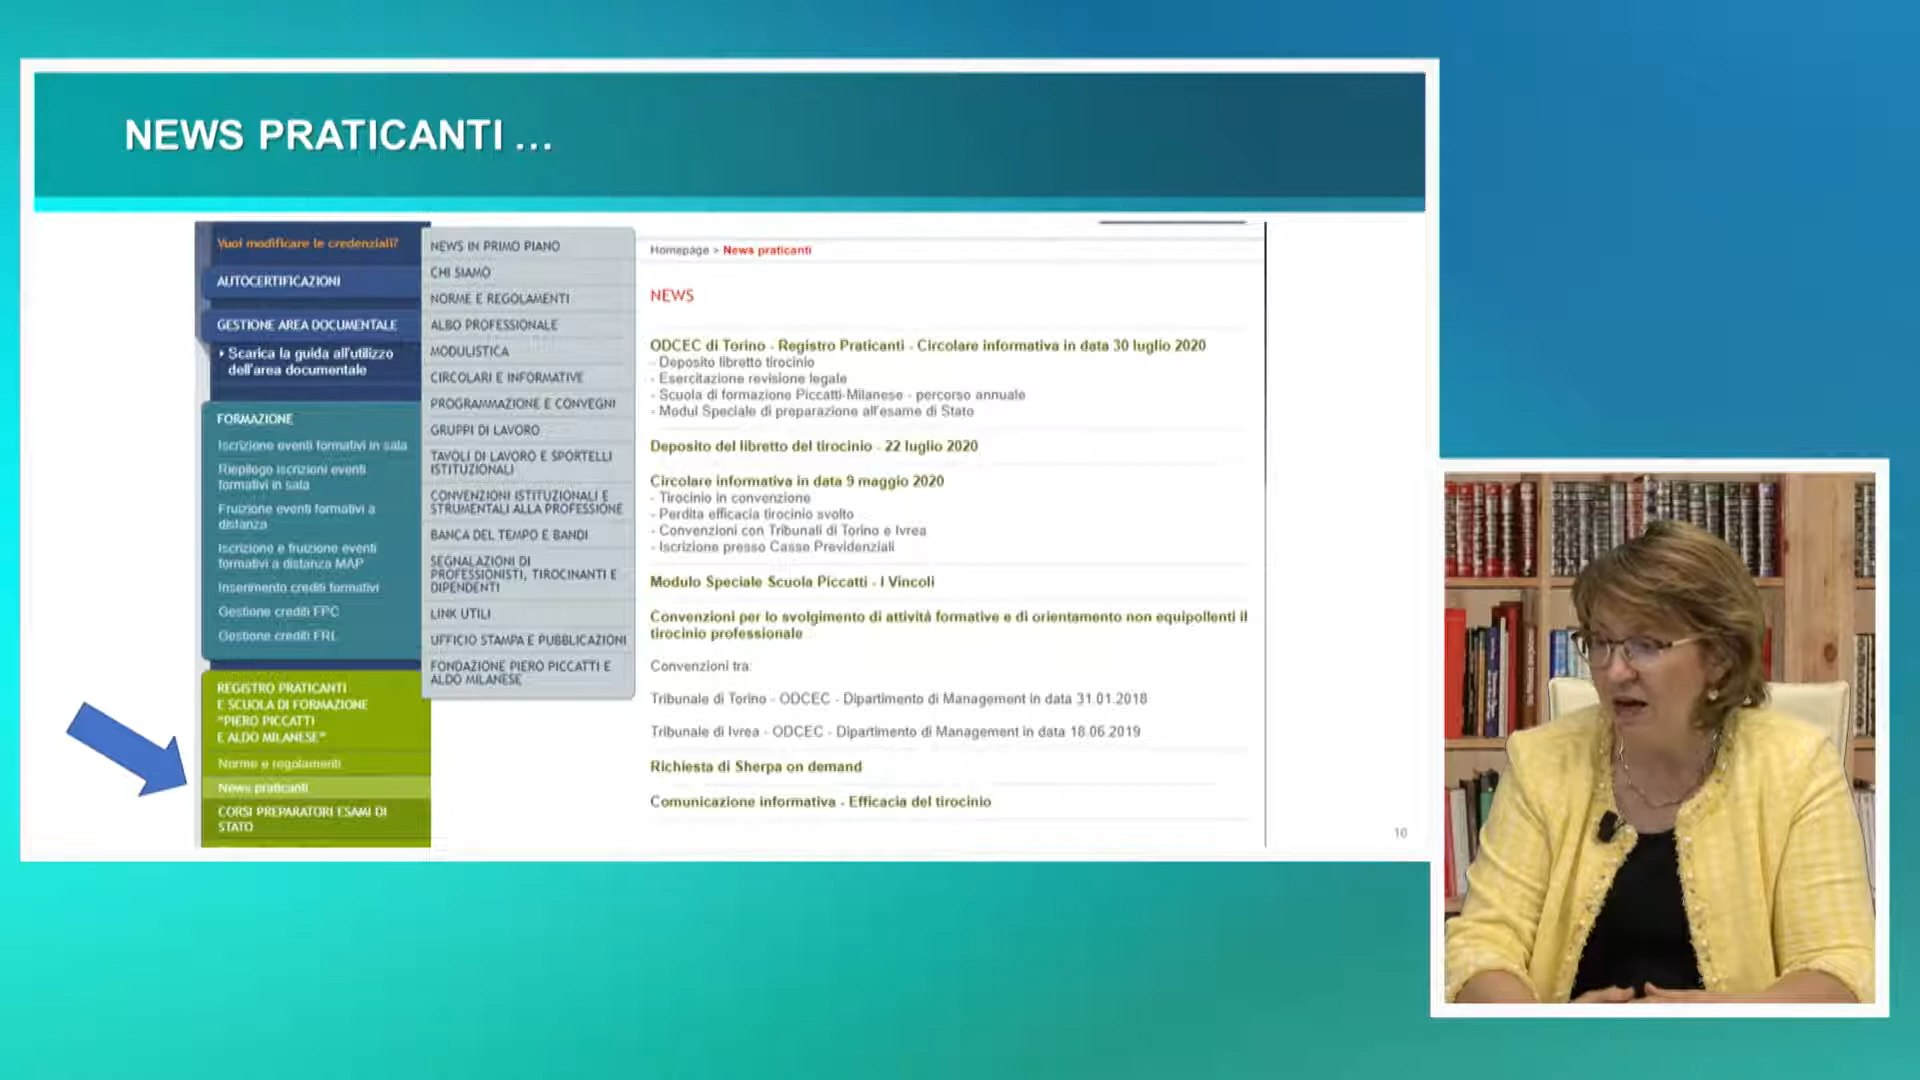 NEWS PRATICANTI ...
Vuoi modificare le credenziali?
AUTOCERTIFICAZIONI
GESTIONE AREA DOCUMENTALE
Scarica la guida all'utilizzo
dell'area documentale
FORMAZIONE
Iscrizione eventi formativi in sala
Riepilogo iscrizioni eventi
formativi in sala
Fruizione eventi formativi a
distanza
Iscrizione e fruizione eventi
formativi a distanza MAP
Inserimento crediti formativi
Gestione crediti FPC
Gestione crediti FRL
REGISTRO PRATICANTI
E SCUOLA DI FORMAZIONE
"PIERO PICCATTI
E ALDO MILANESE"
Norme e regolamenti
News praticanti
CORSI PREPARATORI ESAMI DI
STATO
NEWS IN PRIMO PIANO
CHI SIAMO
NORME E REGOLAMENTI
ALBO PROFESSIONALE
MODULISTICA
CIRCOLARI E INFORMATIVE
PROGRAMMAZIONE E CONVEGNI
GRUPPI DI LAVORO
TAVOLI DI LAVORO E SPORTELLI
ISTITUZIONALI
CONVENZIONI ISTITUZIONALI E
STRUMENTALI ALLA PROFESSIONE
BANCA DEL TEMPO E BANDI
SEGNALAZIONI DI
PROFESSIONISTI, TIROCINANTI E
DIPENDENTI
LINK UTILI
UFFICIO STAMPA E PUBBLICAZIONI
FONDAZIONE PIERO PICCATTI E
ALDO MILANESE
Homepage > News praticanti
NEWS
ODCEC di Torino - Registro Praticanti - Circolare informativa in data 30 luglio 2020
- Deposito libretto tirocinio
- Esercitazione revisione legale
- Scuola di formazione Piccatti-Milanese - percorso annuale
- Modul Speciale di preparazione all'esame di Stato
Deposito del libretto del tirocinio - 22 luglio 2020
Circolare informativa in data 9 maggio 2020
- Tirocinio in convenzione
- Perdita efficacia tirocinio svolto
- Convenzioni con Tribunali di Torino e Ivrea
- Iscrizione presso Casse Previdenziali
Modulo Speciale Scuola Piccatti - I Vincoli
Convenzioni per lo svolgimento di attività formative e di orientamento non equipollenti il
tirocinio professionale
Convenzioni tra:
Tribunale di Torino - ODCEC - Dipartimento di Management in data 31.01.2018
Tribunale di Ivrea - ODCEC - Dipartimento di Management in data 18.06.2019
Richiesta di Sherpa on demand
Comunicazione informativa - Efficacia del tirocinio
10